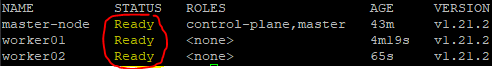 NAME STATUS ROLES AGE VERSION
master-node Ready control-plane,master 43m v1.21.2
worker01 Ready <none> 4m19s v1.21.2
worker02 Ready <none> 65s v1.21.2